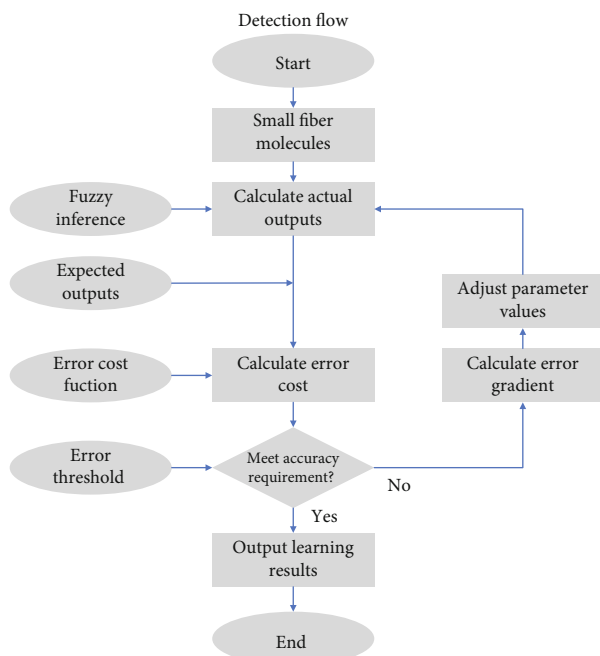 Detection flow
Start
Small fiber
molecules
Fuzzy
inference
Calculate actual
outputs
Expected
outputs
Adjust parameter
values
Error cost
fuction
Calculate error
cost
Calculate error
gradient
Error
threshold
Meet accuracy
requirement?
No
Yes
Output learning
results
End